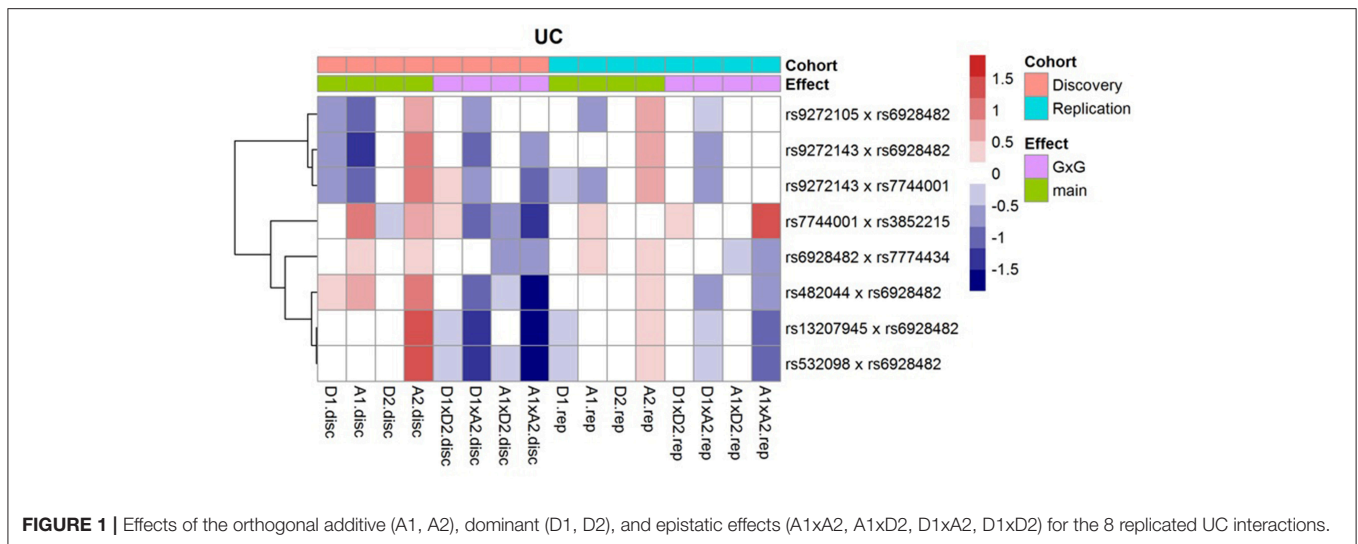 UC
Cohort
Effect
rs9272105 x rs6928482
rs9272143 x rs6928482
rs9272143 x rs7744001
rs7744001 x rs3852215
rs6928482 x rs7774434
rs482044 x rs6928482
rs13207945 x rs6928482
rs532098 x rs6928482
D1.disc
A1.disc
D2.disc
A2.disc
D1xD2.disc
D1xA2.disc
A1xD2.disc
A1xA2.disc
D1.rep
A1.rep
D2.rep
A2.rep
D1xD2.rep
D1xA2.rep
A1xD2.rep
A1xA2.rep
1.5
1
0.5
0
-0.5
-1
-1.5
Cohort
Discovery
Replication
Effect
GxG
main
FIGURE 1 | Effects of the orthogonal additive (A1, A2), dominant (D1, D2), and epistatic effects (A1xA2, A1xD2, D1xA2, D1xD2) for the 8 replicated UC interactions.